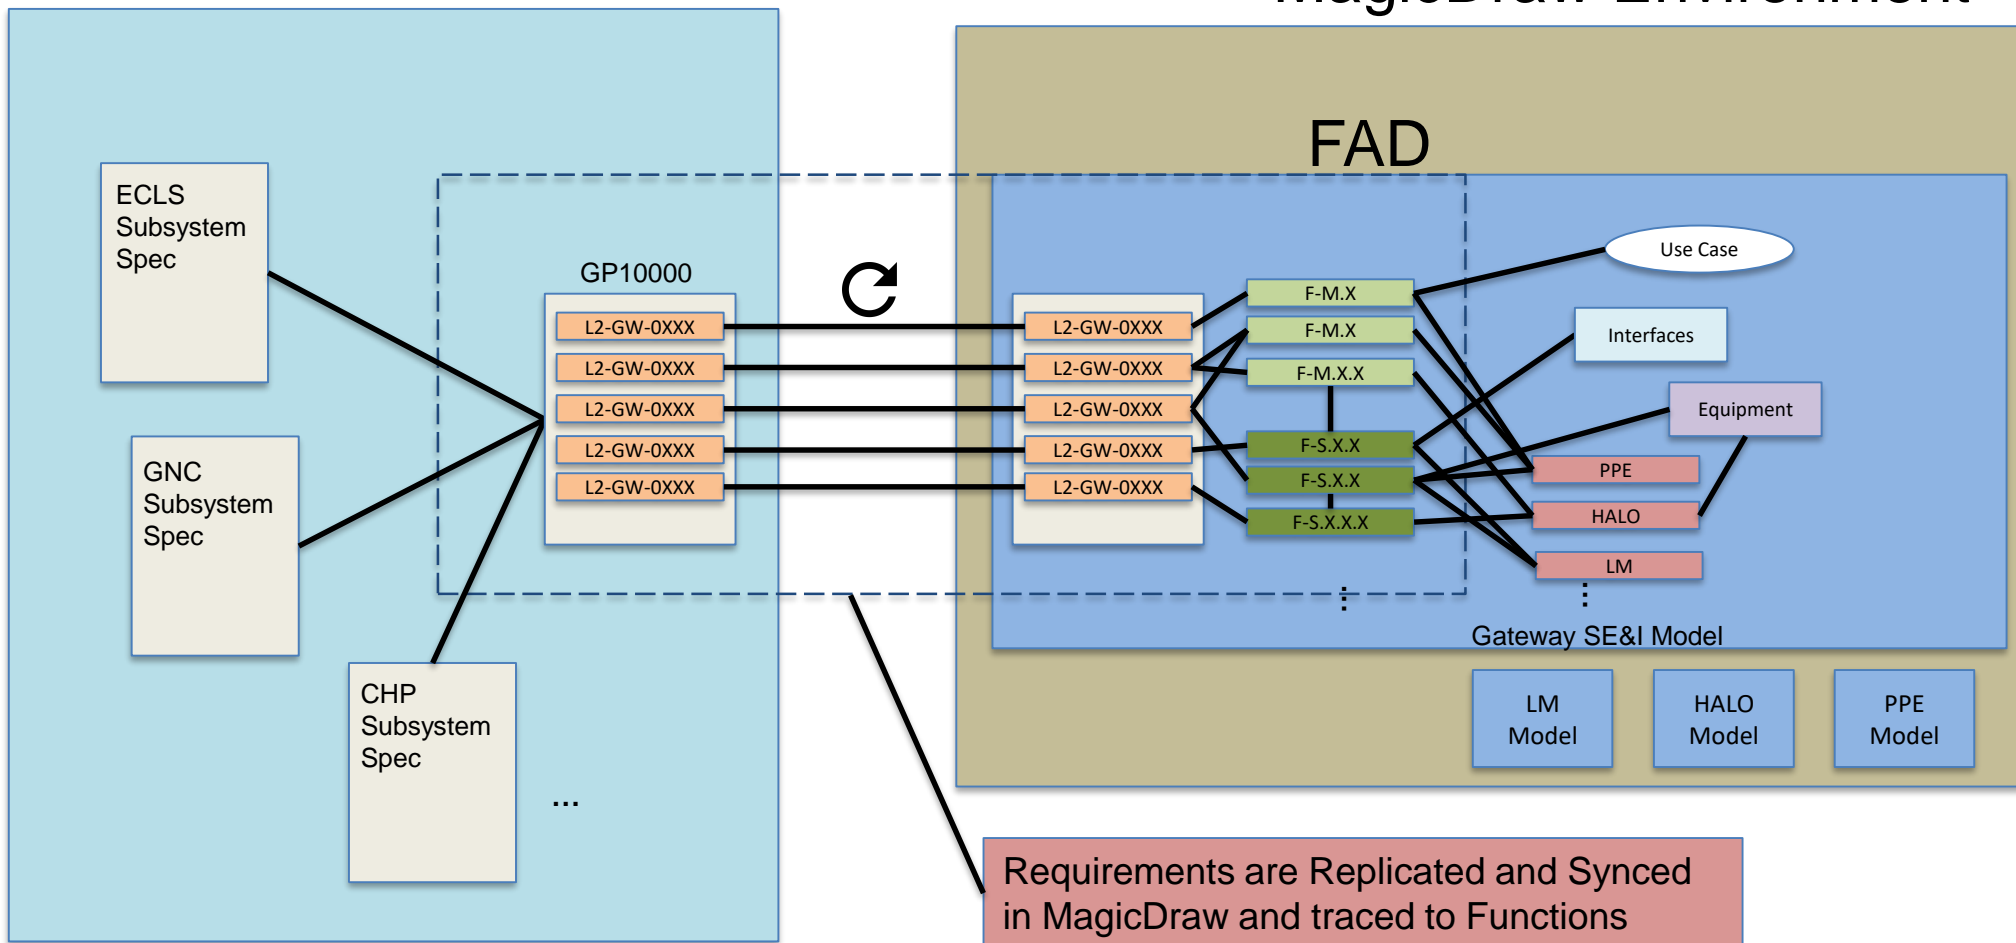 MagicDraw Environment
FAD
ECLS
Subsystem
Spec
GNC
Subsystem
Spec
CHP
Subsystem
Spec
...
GP10000
L2-GW-0XXX
L2-GW-0XXX
L2-GW-0XXX
L2-GW-0XXX
L2-GW-0XXX
L2-GW-0XXX
L2-GW-0XXX
L2-GW-0XXX
L2-GW-0XXX
L2-GW-0XXX
F-M.X
F-M.X
F-M.X.X
F-S.X.X
F-S.X.X
F-S.X.X.X
...
Use Case
Interfaces
Equipment
PPE
HALO
LM
...
Gateway SE&I Model
LM
Model
HALO
Model
PPE
Model
Requirements are Replicated and Synced
in MagicDraw and traced to Functions